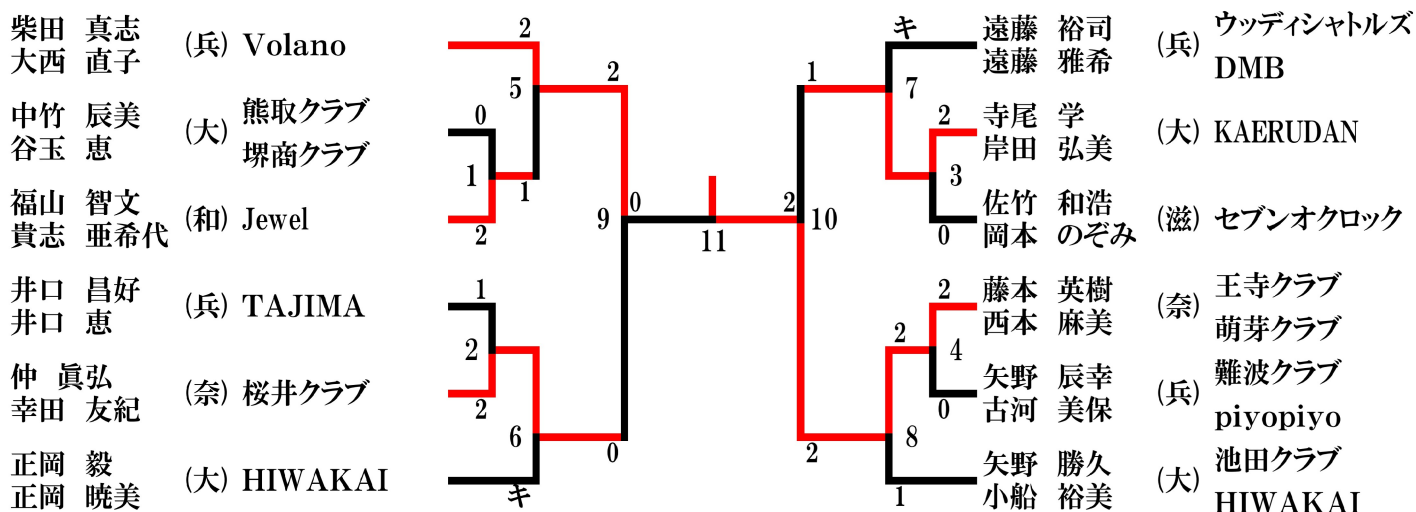 柴田 真志
大西 直子
(兵) Volano
中竹 辰美
谷玉 恵
(大) 熊取クラブ
堺商クラブ
福山 智文
貴志 亜希代
(和) Jewel
井口 昌好
井口 恵
(兵) TAJIMA
仲 眞弘
幸田 友紀
(奈) 桜井クラブ
正岡 毅
正岡 暁美
(大) HIWAKAI
2
5
0
1
1
2
2
1
2
2
6
キ
0
9
0
11
2
10
1
キ
7
2
3
0
2
2
4
0
8
2
1
遠藤 裕司
遠藤 雅希
(兵) ウッディシャトルズ
DMB
寺尾 学
岸田 弘美
(大) KAERUDAN
佐竹 和浩
岡本 のぞみ
(滋) セブンオクロック
藤本 英樹
西本 麻美
(奈) 王寺クラブ
萌芽クラブ
矢野 辰幸
古河 美保
(兵) 難波クラブ
piyopiyo
矢野 勝久
小船 裕美
(大) 池田クラブ
HIWAKAI